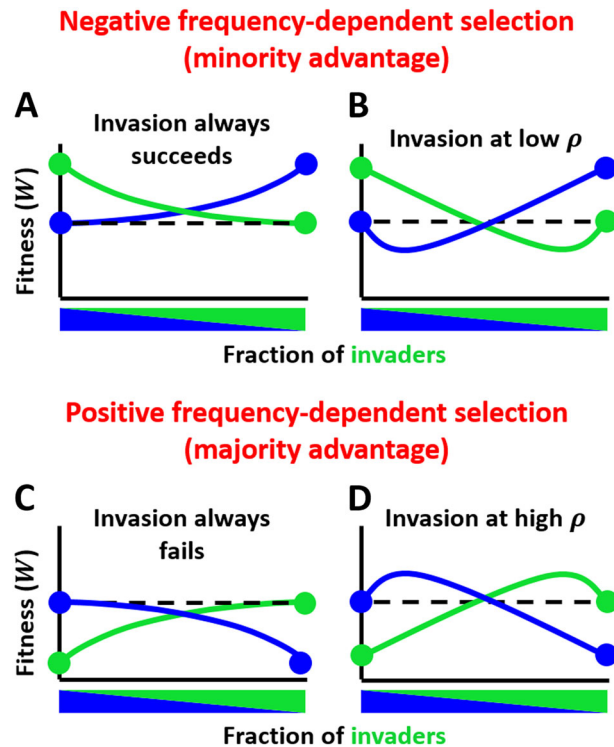 Negative frequency-dependent selection
(minority advantage)
A
B
Invasion always
succeeds
Invasion at low ρ
Fitness (W)
Fraction of invaders
Positive frequency-dependent selection
(majority advantage)
C
D
Invasion always
fails
Invasion at high ρ
Fitness (W)
Fraction of invaders